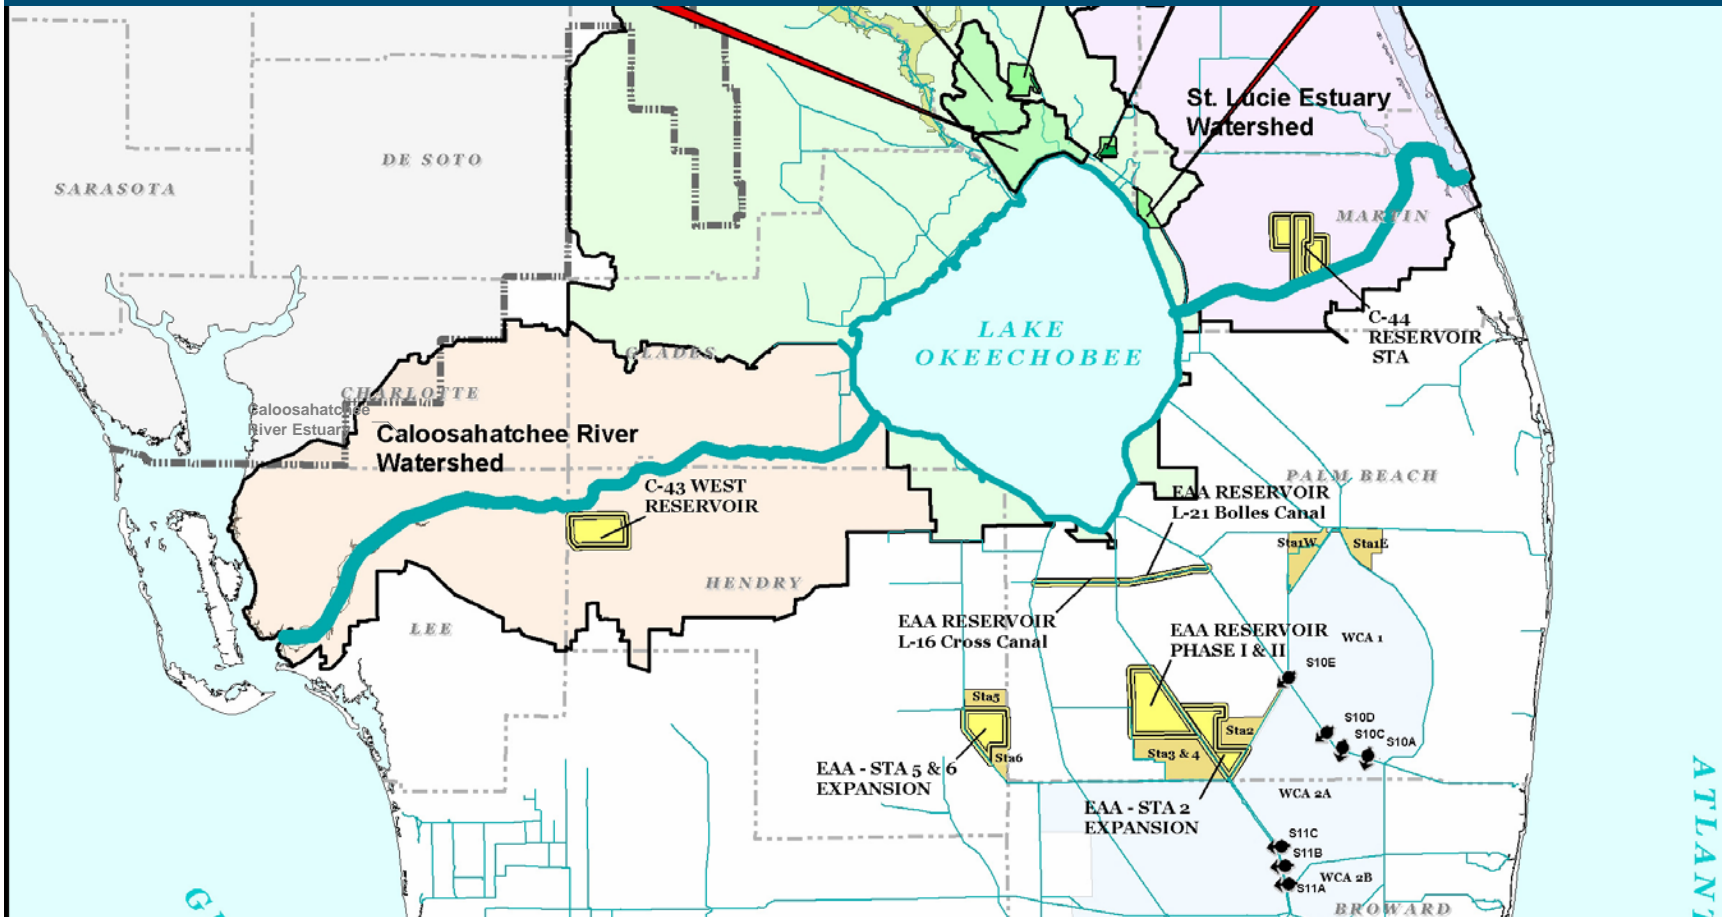 St. Lucie Estuary
Watershed
DE SOTO
SARASOTA
MARTIN
LAKE
OKEECHOBEE
C-44
RESERVOIR
STA
GLADES
CHARLOTTE
Caloosahatchee
River Estuary
Caloosahatchee River
Watershed
PALM BEACH
C-43 WEST
RESERVOIR
EAA RESERVOIR
L-21 Bolles Canal
Sta1W
Sta1E
HENDRY
LEE
EAA RESERVOIR
L-16 Cross Canal
EAA RESERVOIR
PHASE I & II
WCA 1
S10E
Sta5
S10D
S10C
S10A
Sta2
Sta3 & 4
Sta6
EAA - STA 5 & 6
EXPANSION
WCA 2A
EAA - STA 2
EXPANSION
S11C
S11B
WCA 2B
S11A
BROWARD
ATLANT
G